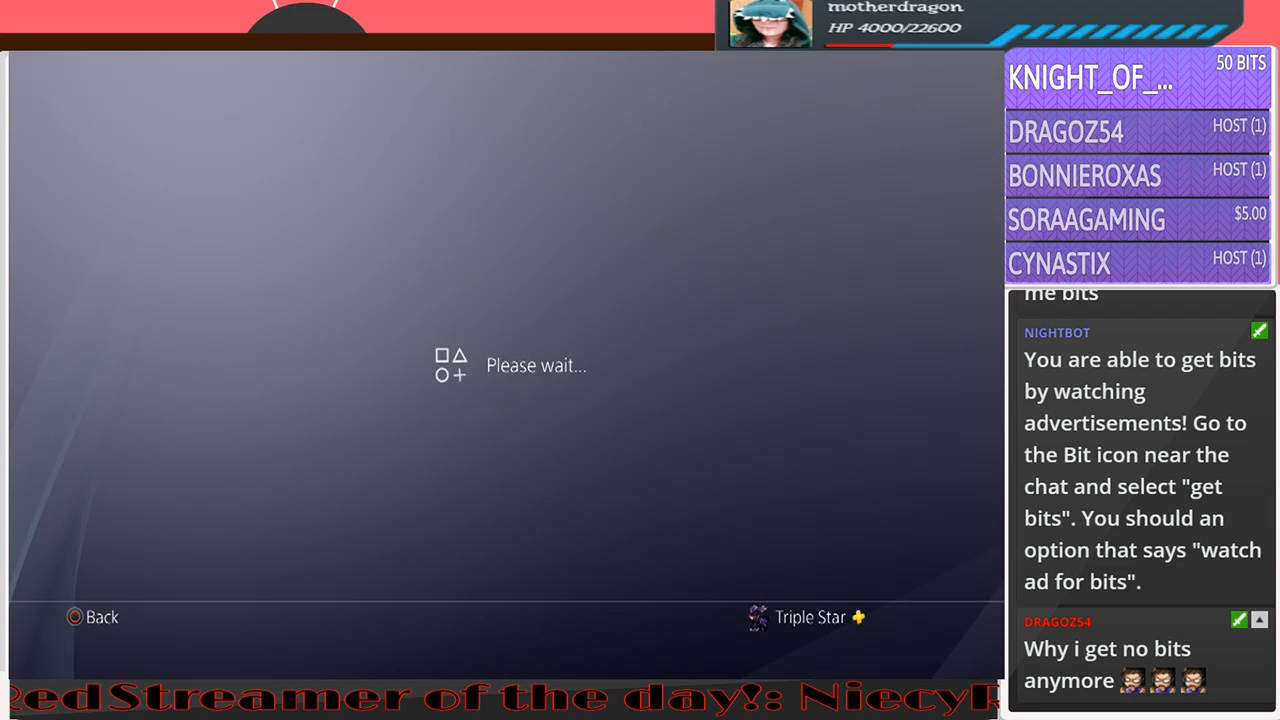 motherdragon
HP 4000/22600
KNIGHT_OF_...
50 BITS
DRAGOZ54
HOST (1)
BONNIEROXAS
HOST (1)
SORAAGAMING
$5.00
CYNASTIX
HOST (1)
me bits
NIGHTBOT
You are able to get bits
by watching
advertisements! Go to
the Bit icon near the
chat and select "get
bits". You should an
option that says "watch
ad for bits".
DRAGOZ54
Why i get no bits
anymore
Please wait...
Back
Triple Star
Red Streamer of the day!: NiecyR